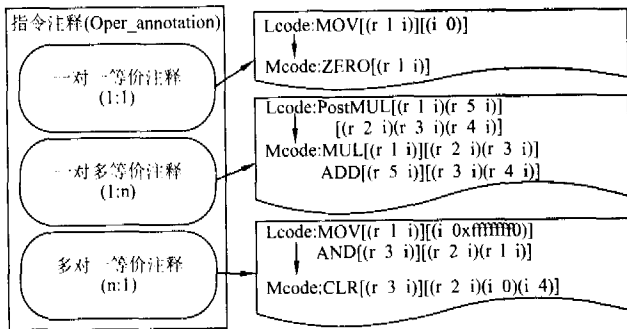 指令注释(Oper_annotation)
一对一等价注释
(1:1)
一对多等价注释
(1:n)
多对一等价注释
(n:1)
Lcode:MOV[(r 1 i)][(i 0)]
Mcode:ZERO[(r 1 i)]
Lcode:PostMUL[(r 1 i)(r 5 i)]
[(r 2 i)(r 3 i)(r 4 i)]
Mcode:MUL[(r 1 i)][(r 2 i)(r 3 i)]
ADD[(r 5 i)][(r 3 i)(r 4 i)]
Lcode:MOV[(r 1 i)][(i 0xfffffff0)]
AND[(r 3 i)][(r 2 i)(r 1 i)]
Mcode:CLR[(r 3 i)][(r 2 i)(i 0)(i 4)]